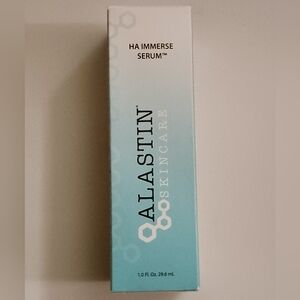 HA IMMERSE
SERUM™
ALASTIN
SKINCARE
1.0 Fl. Oz. 29.6 mL